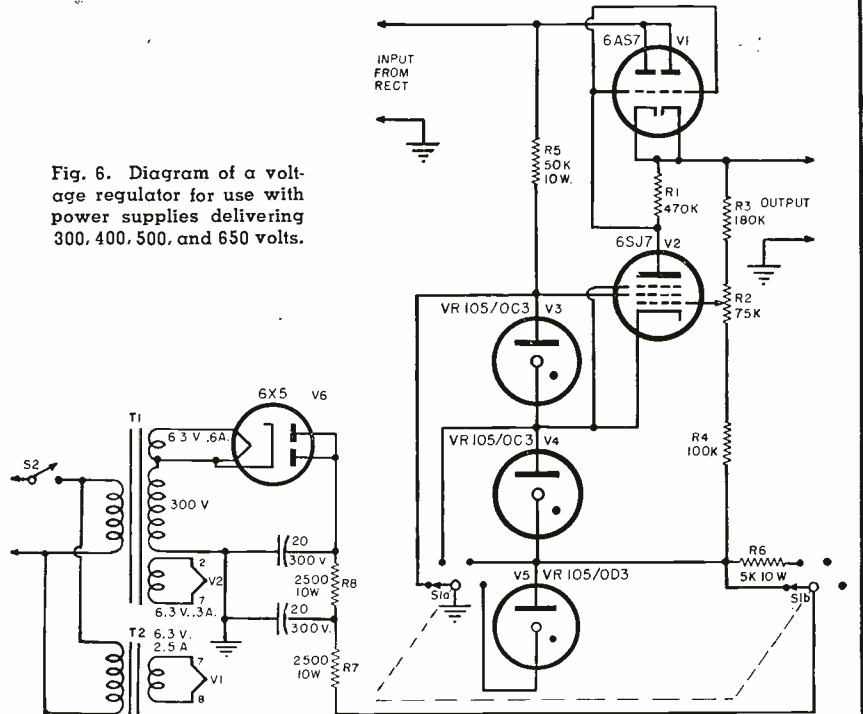 6AS7 V1
INPUT
FROM
RECT
R5
50K
10W.
Fig. 6. Diagram of a volt-
age regulator for use with
power supplies delivering
300, 400, 500, and 650 volts.
R1
470K
R3
180K
OUTPUT
6SJ7 V2
R2
75K
VR 105/0C3 V3
6X5 V6
T1
6.3 V .6A.
VR 105/0C3 V4
R4
100K
S2
300 V
20
300 V
2500
10W
R8
2
V2
7
6.3 V. .3A.
R6
5K 10 W
V5 VR 105/0D3
S1a
S1b
20
300 V.
T2
6.3 V.
2.5 A
7
V1
8
2500
10W
R7